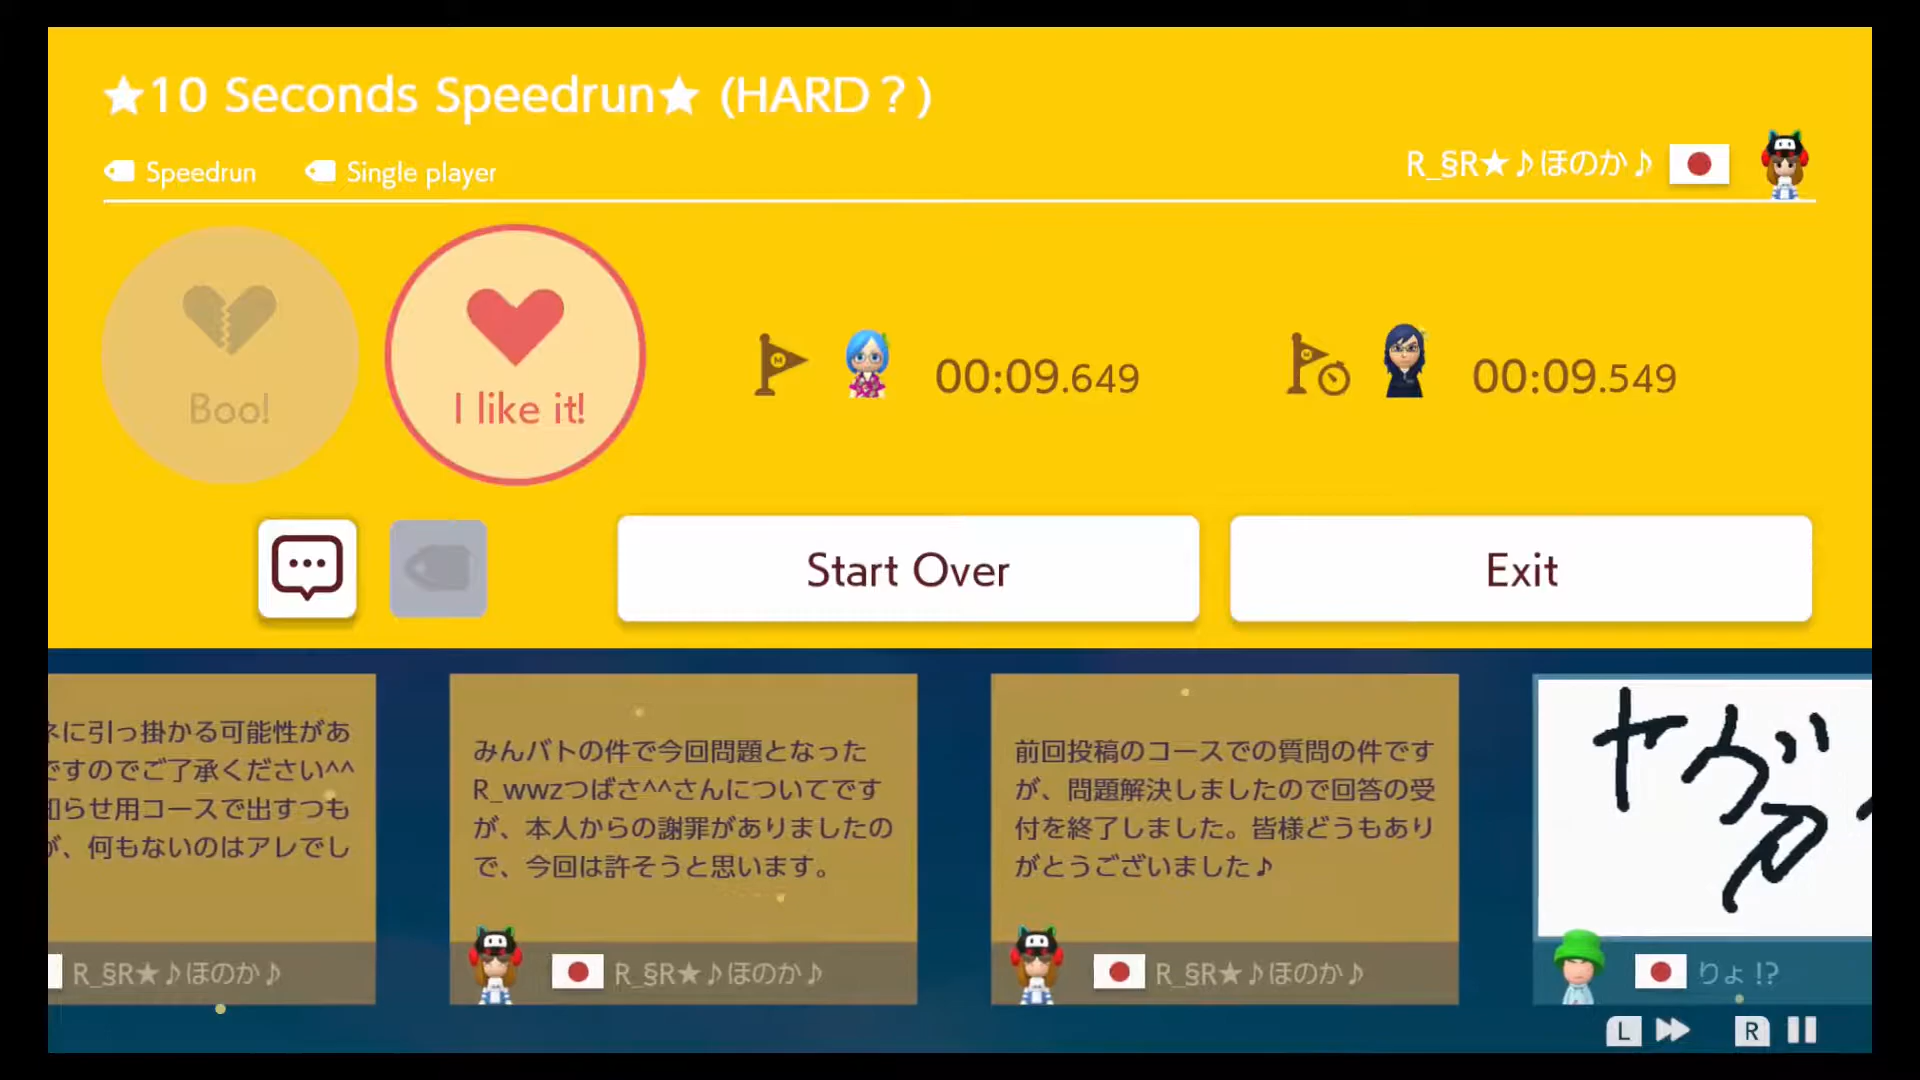 ★10 Seconds Speedrun★ (HARD？)
Speedrun
Single player
R_§R★♪ほのか♪
Boo!
I like it!
00:09.649
00:09.549
Start Over
Exit
ネに引っ掛かる可能性があ
ですのでご了承ください^^
知らせ用コースで出すつも
が、何もないのはアレでし
R_§R★♪ほのか♪
みんバトの件で今回問題となった
R_wwzつばさ^^さんについてです
が、本人からの謝罪がありましたの
で、今回は許そうと思います。
R_§R★♪ほのか♪
前回投稿のコースでの質問の件です
が、問題解決しましたので回答の受
付を終了しました。皆様どうもあり
がとうございました♪
R_§R★♪ほのか♪
りょ!?
L
R